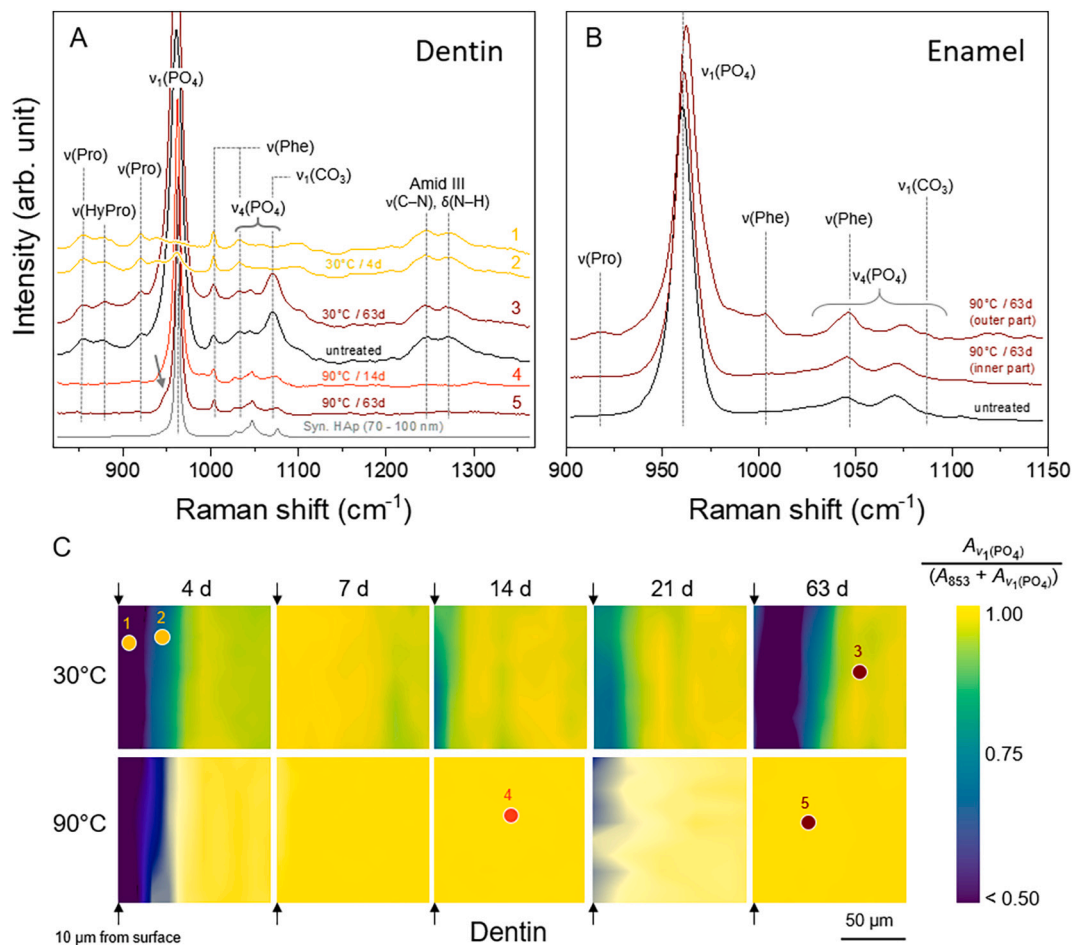 A
Dentin
ν₁(PO₄)
ν(Pro)
ν(HyPro)
ν(Pro)
ν(Phe)
ν₁(CO₃)
ν₄(PO₄)
Amid III
ν(C–N), δ(N–H)
1
30°C / 4d
2
30°C / 63d
3
untreated
90°C / 14d
4
90°C / 63d
5
Syn. HAp (70 - 100 nm)
Intensity (arb. unit)
900 1000 1100 1200 1300
Raman shift (cm⁻¹)
B
Enamel
ν₁(PO₄)
ν(Pro)
ν(Phe)
ν(Phe)
ν₁(CO₃)
ν₄(PO₄)
90°C / 63d
(outer part)
90°C / 63d
(inner part)
untreated
900 950 1000 1050 1100 1150
Raman shift (cm⁻¹)
C
4 d 7 d 14 d 21 d 63 d
30°C
1 2 3
90°C
4 5
10 µm from surface
Dentin
50 µm
A_ν₁(PO₄)
(A₈₅₃ + A_ν₁(PO₄))
1.00
0.75
< 0.50